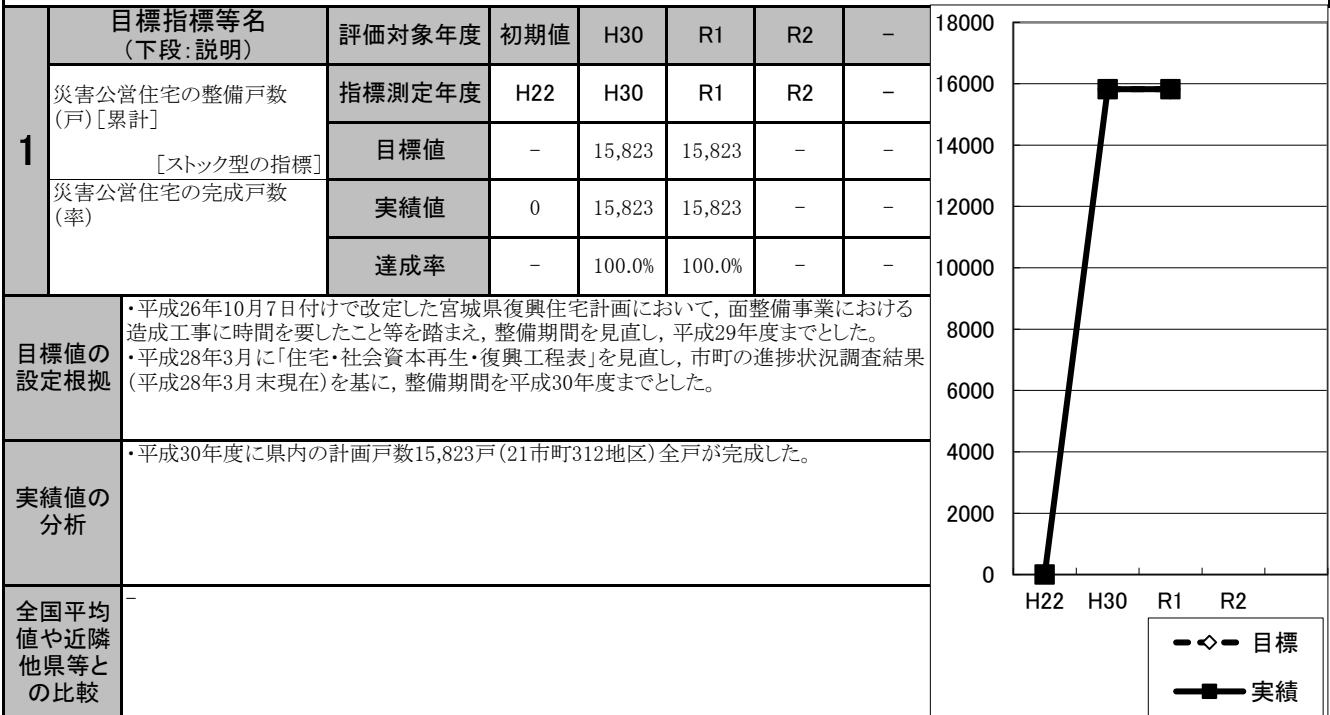 1
目標指標等名
（下段：説明）
評価対象年度 初期値 H30 R1 R2 －
災害公営住宅の整備戸数
（戸）［累計］
［ストック型の指標］
指標測定年度 H22 H30 R1 R2 －
目標値 － 15,823 15,823 － －
災害公営住宅の完成戸数
（率）
実績値 0 15,823 15,823 － －
達成率 － 100.0% 100.0% － －
目標値の
設定根拠
・平成26年10月7日付けで改定した宮城県復興住宅計画において，面整備事業における
造成工事に時間を要したこと等を踏まえ，整備期間を見直し，平成29年度までとした。
・平成28年3月に「住宅・社会資本再生・復興工程表」を見直し，市町の進捗状況調査結果
（平成28年3月末現在）を基に，整備期間を平成30年度までとした。
実績値の
分析
・平成30年度に県内の計画戸数15,823戸（21市町312地区）全戸が完成した。
全国平均
値や近隣
他県等と
の比較
－
18000
16000
14000
12000
10000
8000
6000
4000
2000
0
H22 H30 R1 R2
目標
実績